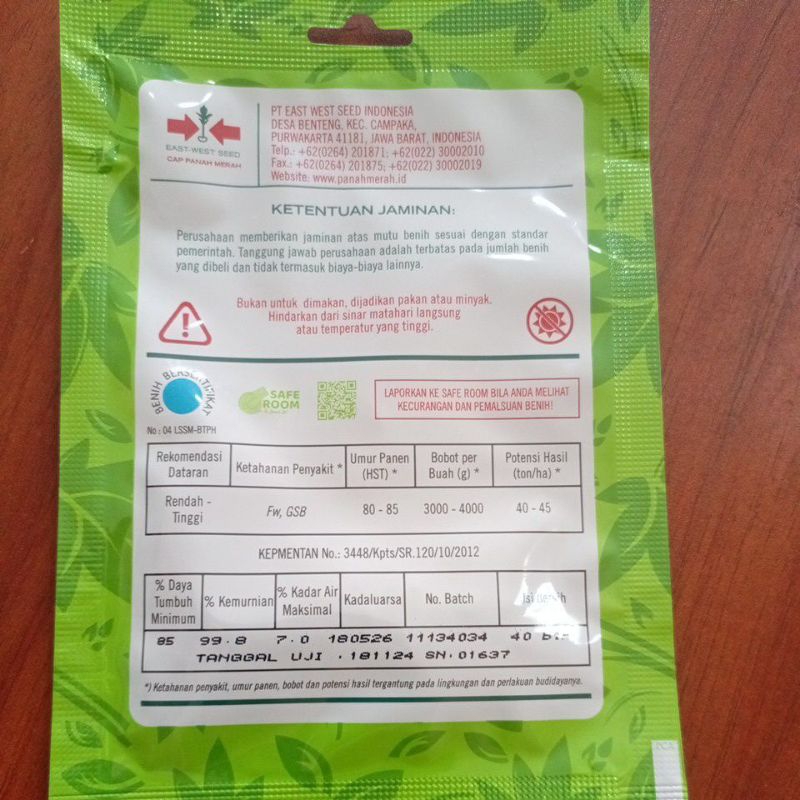 EAST-WEST SEED
CAP PANAH MERAH
PT EAST WEST SEED INDONESIA
DESA BENTENG, KEC. CAMPAKA,
PURWAKARTA 41181, JAWA BARAT, INDONESIA
Telp.: +62(0264) 201871; +62(022) 30002010
Fax.: +62(0264) 201875; +62(022) 30002019
Website: www.panahmerah.id
KETENTUAN JAMINAN:
Perusahaan memberikan jaminan atas mutu benih sesuai dengan standar
pemerintah. Tanggung jawab perusahaan adalah terbatas pada jumlah benih
yang dibeli dan tidak termasuk biaya-biaya lainnya.
Bukan untuk dimakan, dijadikan pakan atau minyak.
Hindarkan dari sinar matahari langsung
atau temperatur yang tinggi.
BENIH BERSERTIFIKAT
No : 04 LSSM-BTPH
SAFE
ROOM
LAPORKAN KE SAFE ROOM BILA ANDA MELIHAT
KECURANGAN DAN PEMALSUAN BENIH!
Rekomendasi Dataran Ketahanan Penyakit * Umur Panen (HST) * Bobot per Buah (g) * Potensi Hasil (ton/ha) *
Rendah - Tinggi Fw, GSB 80 - 85 3000 - 4000 40 - 45
KEPMENTAN No.: 3448/Kpts/SR.120/10/2012
% Daya Tumbuh Minimum % Kemurnian % Kadar Air Maksimal Kadaluarsa No. Batch Isi Bersih
85 99.8 7.0 180526 11134034 40
TANGGAL UJI . 181124 SN.01637
*) Ketahanan penyakit, umur panen, bobot dan potensi hasil tergantung pada lingkungan dan perlakuan budidayanya.